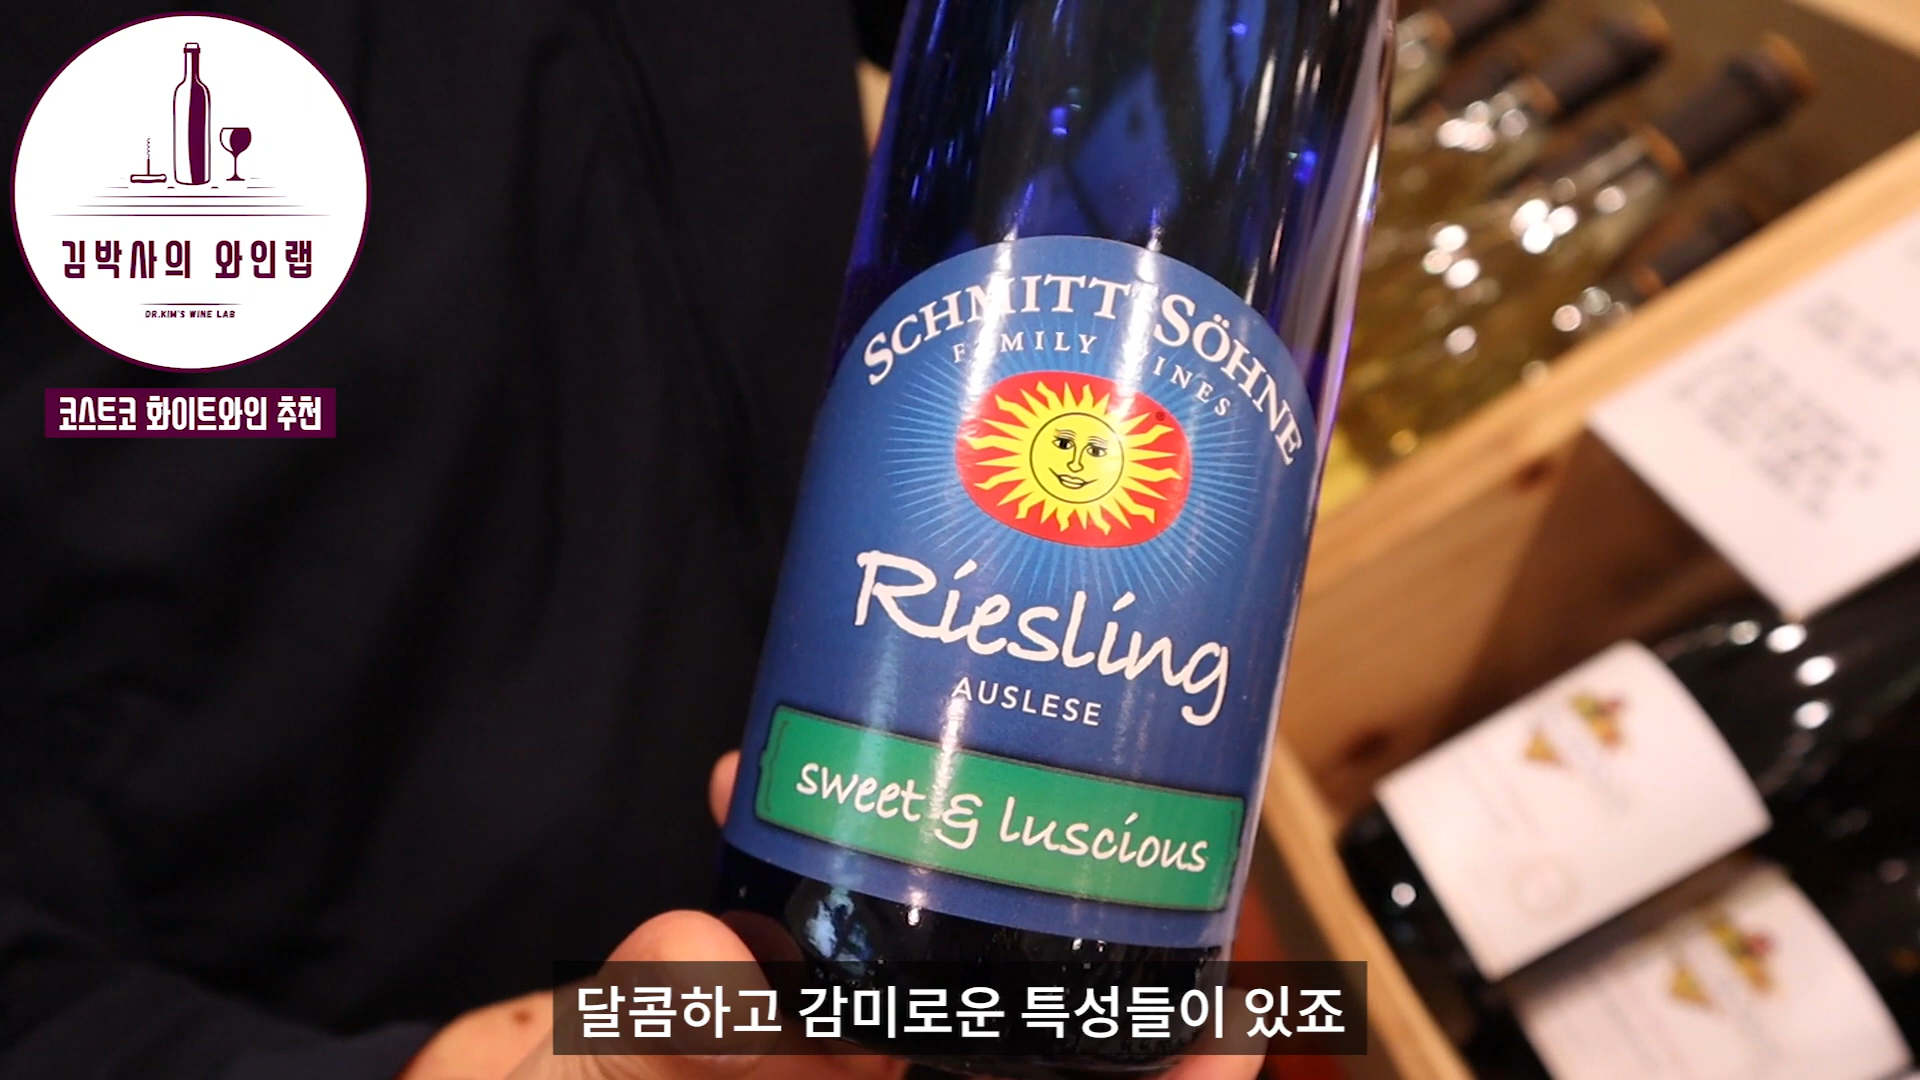 김박사의 와인랩
DR.KIM'S WINE LAB
코스트코 화이트와인 추천
SCHMITT SÖHNE
FAMILY WINES
®
Riesling
AUSLESE
sweet & luscious
달콤하고 감미로운 특성들이 있죠